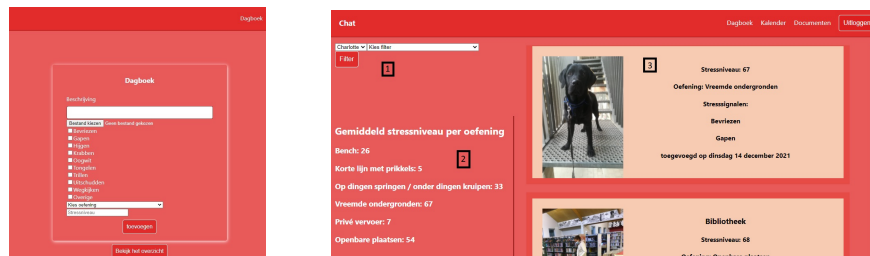 Dagboek
Dagboek
Beschrijving
Bestand kiezen Geen bestand gekozen
Bevriezen
Gapen
Hijgen
Krabben
Oogwit
Tongelen
Trillen
Uitschudden
Wegkijken
Overige
Kies oefening
Stressniveau
toevoegen
Bekijk het overzicht
Chat
Dagboek Kalender Documenten Uitloggen
Charlotte Kies filter
Filter
1
Gemiddeld stressniveau per oefening
Bench: 26
2
Korte lijn met prikkels: 5
Op dingen springen / onder dingen kruipen: 33
Vreemde ondergronden: 67
Privé vervoer: 7
Openbare plaatsen: 54
3
Stressniveau: 67
Oefening: Vreemde ondergronden
Stresssignalen:
Bevriezen
Gapen
toegevoegd op dinsdag 14 december 2021
Bibliotheek
Stressniveau: 68
Oefening: Openbare plaatsen